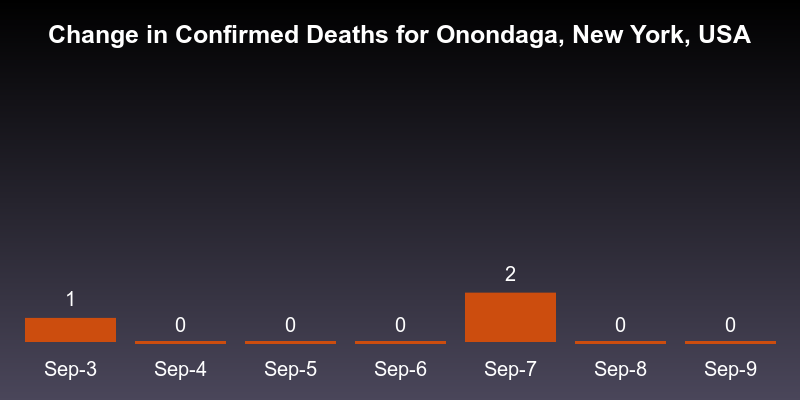 Change in Confirmed Deaths for Onondaga, New York, USA
2
1
0 0 0 0 0
Sep-3 Sep-4 Sep-5 Sep-6 Sep-7 Sep-8 Sep-9